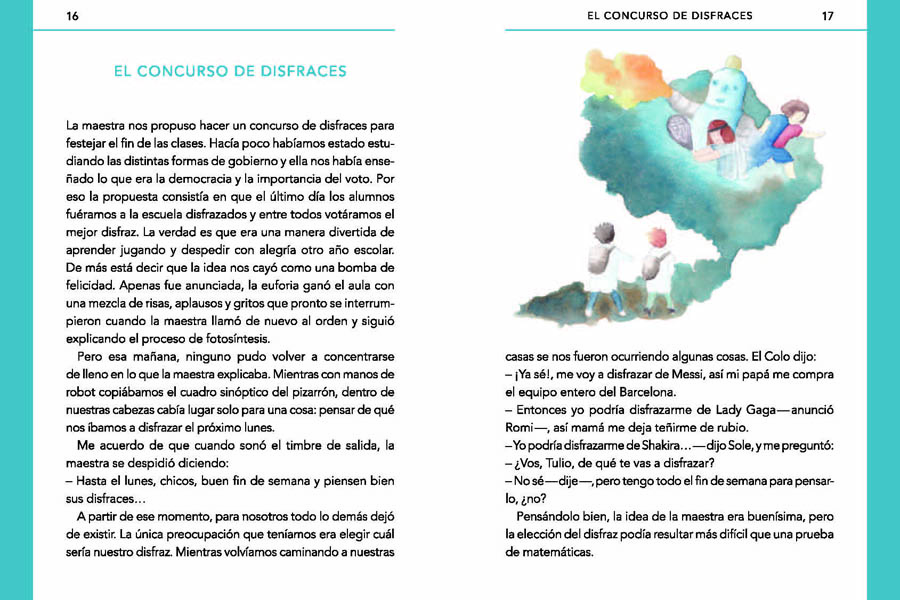 16
EL CONCURSO DE DISFRACES
La maestra nos propuso hacer un concurso de disfraces para
festejar el fin de las clases. Hacía poco habíamos estado estu-
diando las distintas formas de gobierno y ella nos había ense-
ñado lo que era la democracia y la importancia del voto. Por
eso la propuesta consistía en que el último día los alumnos
fuéramos a la escuela disfrazados y entre todos votáramos el
mejor disfraz. La verdad es que era una manera divertida de
aprender jugando y despedir con alegría otro año escolar.
De más está decir que la idea nos cayó como una bomba de
felicidad. Apenas fue anunciada, la euforia ganó el aula con
una mezcla de risas, aplausos y gritos que pronto se interrum-
pieron cuando la maestra llamó de nuevo al orden y siguió
explicando el proceso de fotosíntesis.
Pero esa mañana, ninguno pudo volver a concentrarse
de lleno en lo que la maestra explicaba. Mientras con manos de
robot copiábamos el cuadro sinóptico del pizarrón, dentro de
nuestras cabezas cabía lugar solo para una cosa: pensar de qué
nos íbamos a disfrazar el próximo lunes.
Me acuerdo de que cuando sonó el timbre de salida, la
maestra se despidió diciendo:
– Hasta el lunes, chicos, buen fin de semana y piensen bien
sus disfraces…
A partir de ese momento, para nosotros todo lo demás dejó
de existir. La única preocupación que teníamos era elegir cuál
sería nuestro disfraz. Mientras volvíamos caminando a nuestras
EL CONCURSO DE DISFRACES 17
casas se nos fueron ocurriendo algunas cosas. El Colo dijo:
– ¡Ya sé!, me voy a disfrazar de Messi, así mi papá me compra
el equipo entero del Barcelona.
– Entonces yo podría disfrazarme de Lady Gaga—anunció
Romi—, así mamá me deja teñirme de rubio.
–Yo podría disfrazarme de Shakira…—dijo Sole, y me preguntó:
– ¿Vos, Tulio, de qué te vas a disfrazar?
– No sé—dije—, pero tengo todo el fin de semana para pensar-
lo, ¿no?
Pensándolo bien, la idea de la maestra era buenísima, pero
la elección del disfraz podía resultar más difícil que una prueba
de matemáticas.